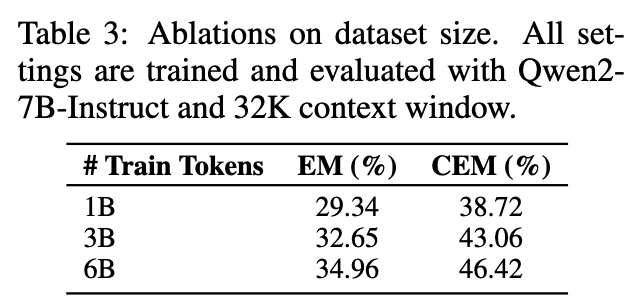 Table 3: Ablations on dataset size. All set-
tings are trained and evaluated with Qwen2-
7B-Instruct and 32K context window.
# Train Tokens EM (%) CEM (%)
1B 29.34 38.72
3B 32.65 43.06
6B 34.96 46.42